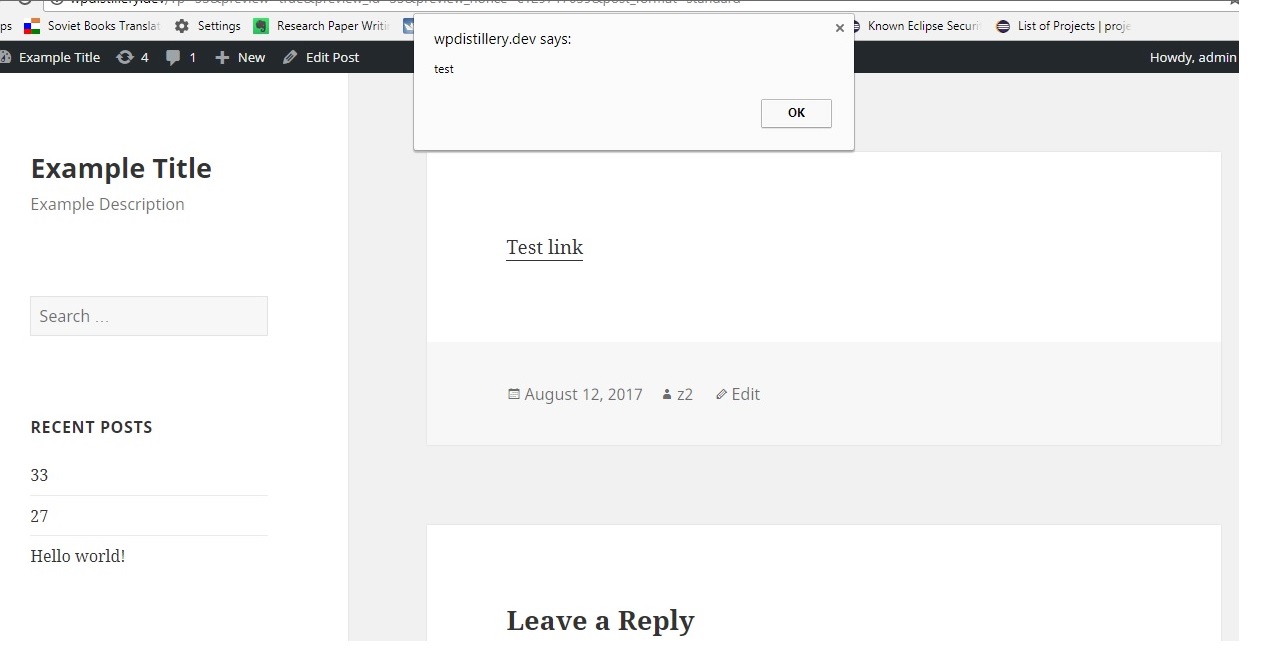 ps Soviet Books Translat Settings Research Paper Writi Known Eclipse Securi List of Projects | proje
Example Title 4 1 New Edit Post Howdy, admin
wpdistillery.dev says:
test
OK
Example Title
Example Description
Search ...
RECENT POSTS
33
27
Hello world!
Test link
August 12, 2017 z2 Edit
Leave a Reply